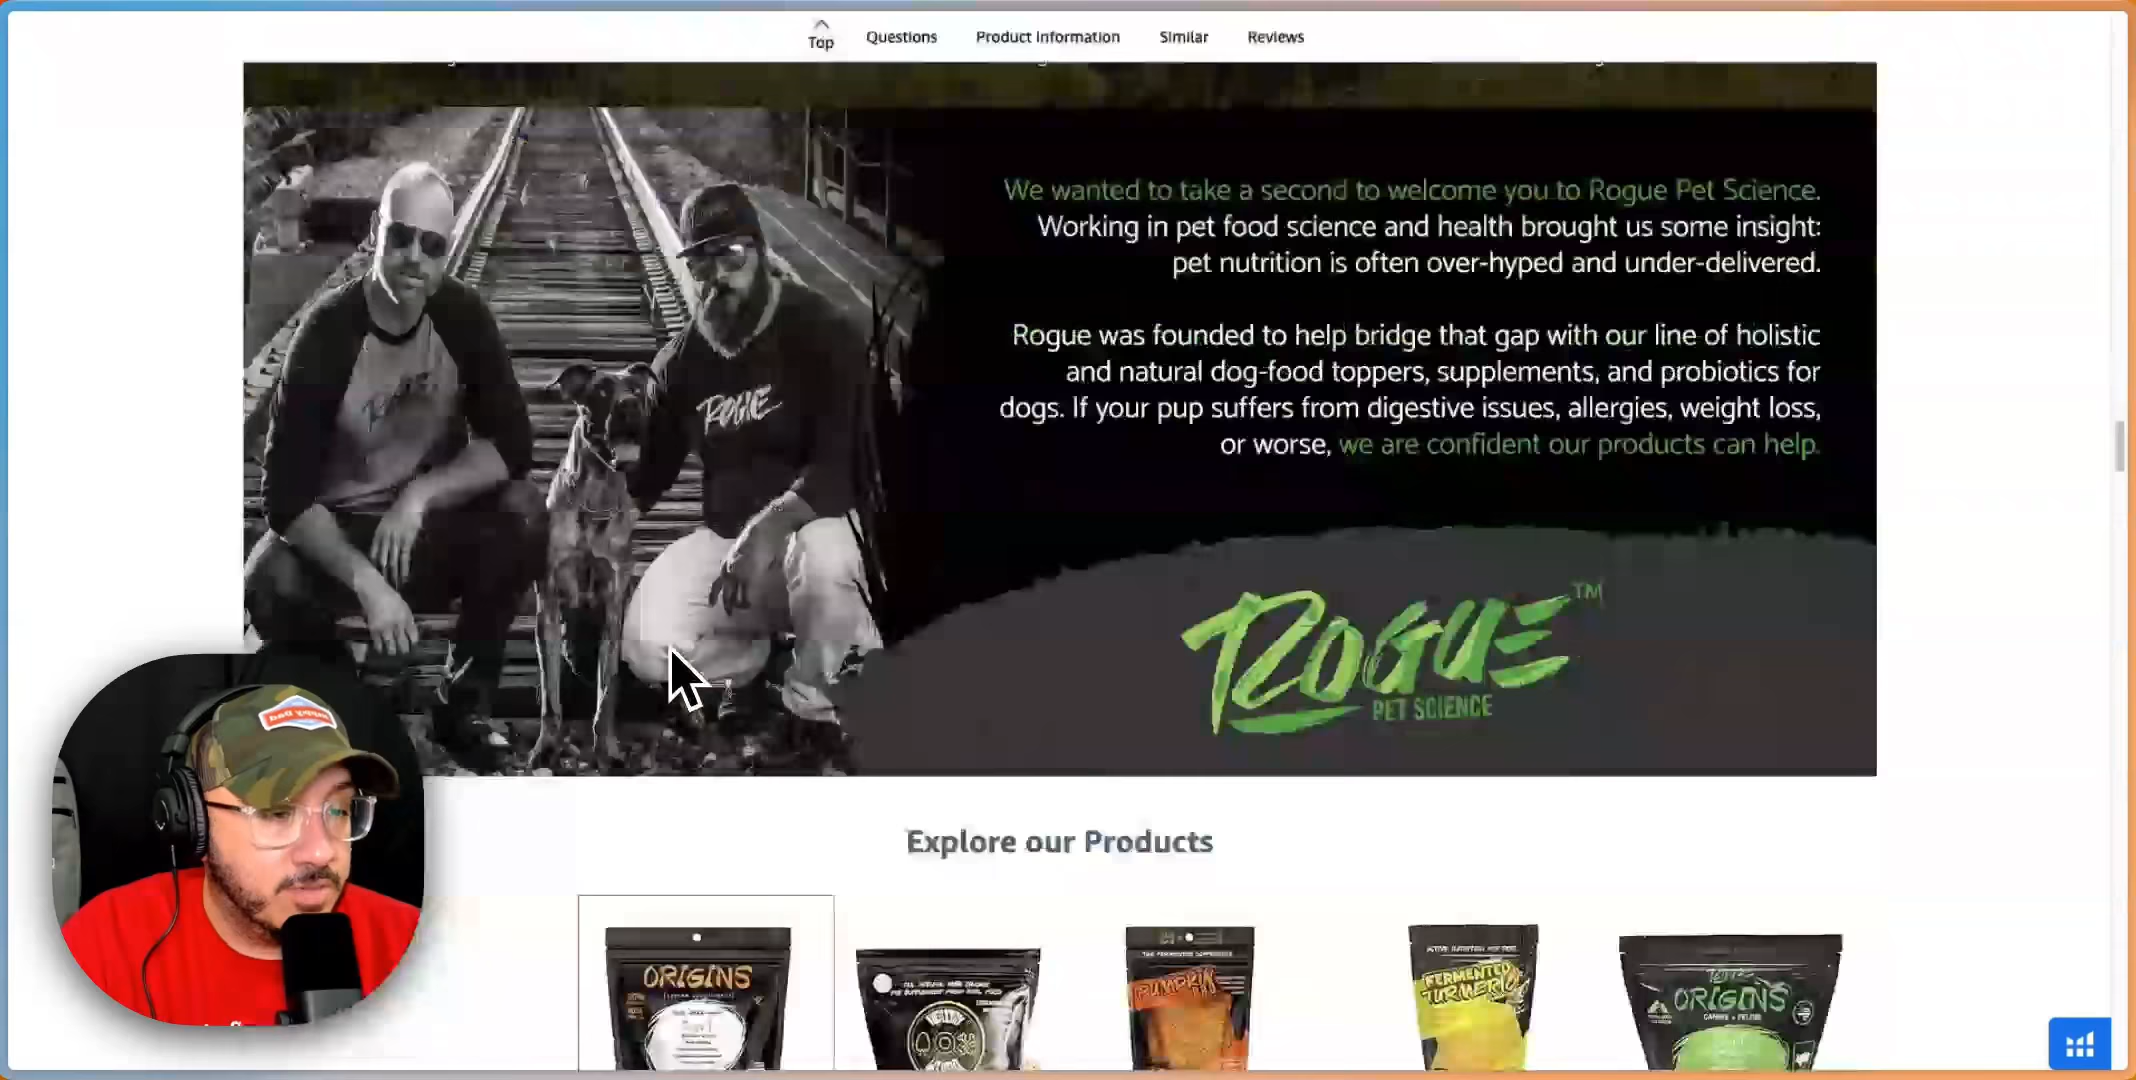 Top
Questions
Product Information
Similar
Reviews
We wanted to take a second to welcome you to Rogue Pet Science.
Working in pet food science and health brought us some insight:
pet nutrition is often over-hyped and under-delivered.
Rogue was founded to help bridge that gap with our line of holistic
and natural dog-food toppers, supplements, and probiotics for
dogs. If your pup suffers from digestive issues, allergies, weight loss,
or worse, we are confident our products can help.
ROGUE
ROGUE™
PET SCIENCE
Explore our Products
ORIGINS
PUMPKIN
FERMENTED
TURMERIC
ORIGINS
CANINE + FELINE